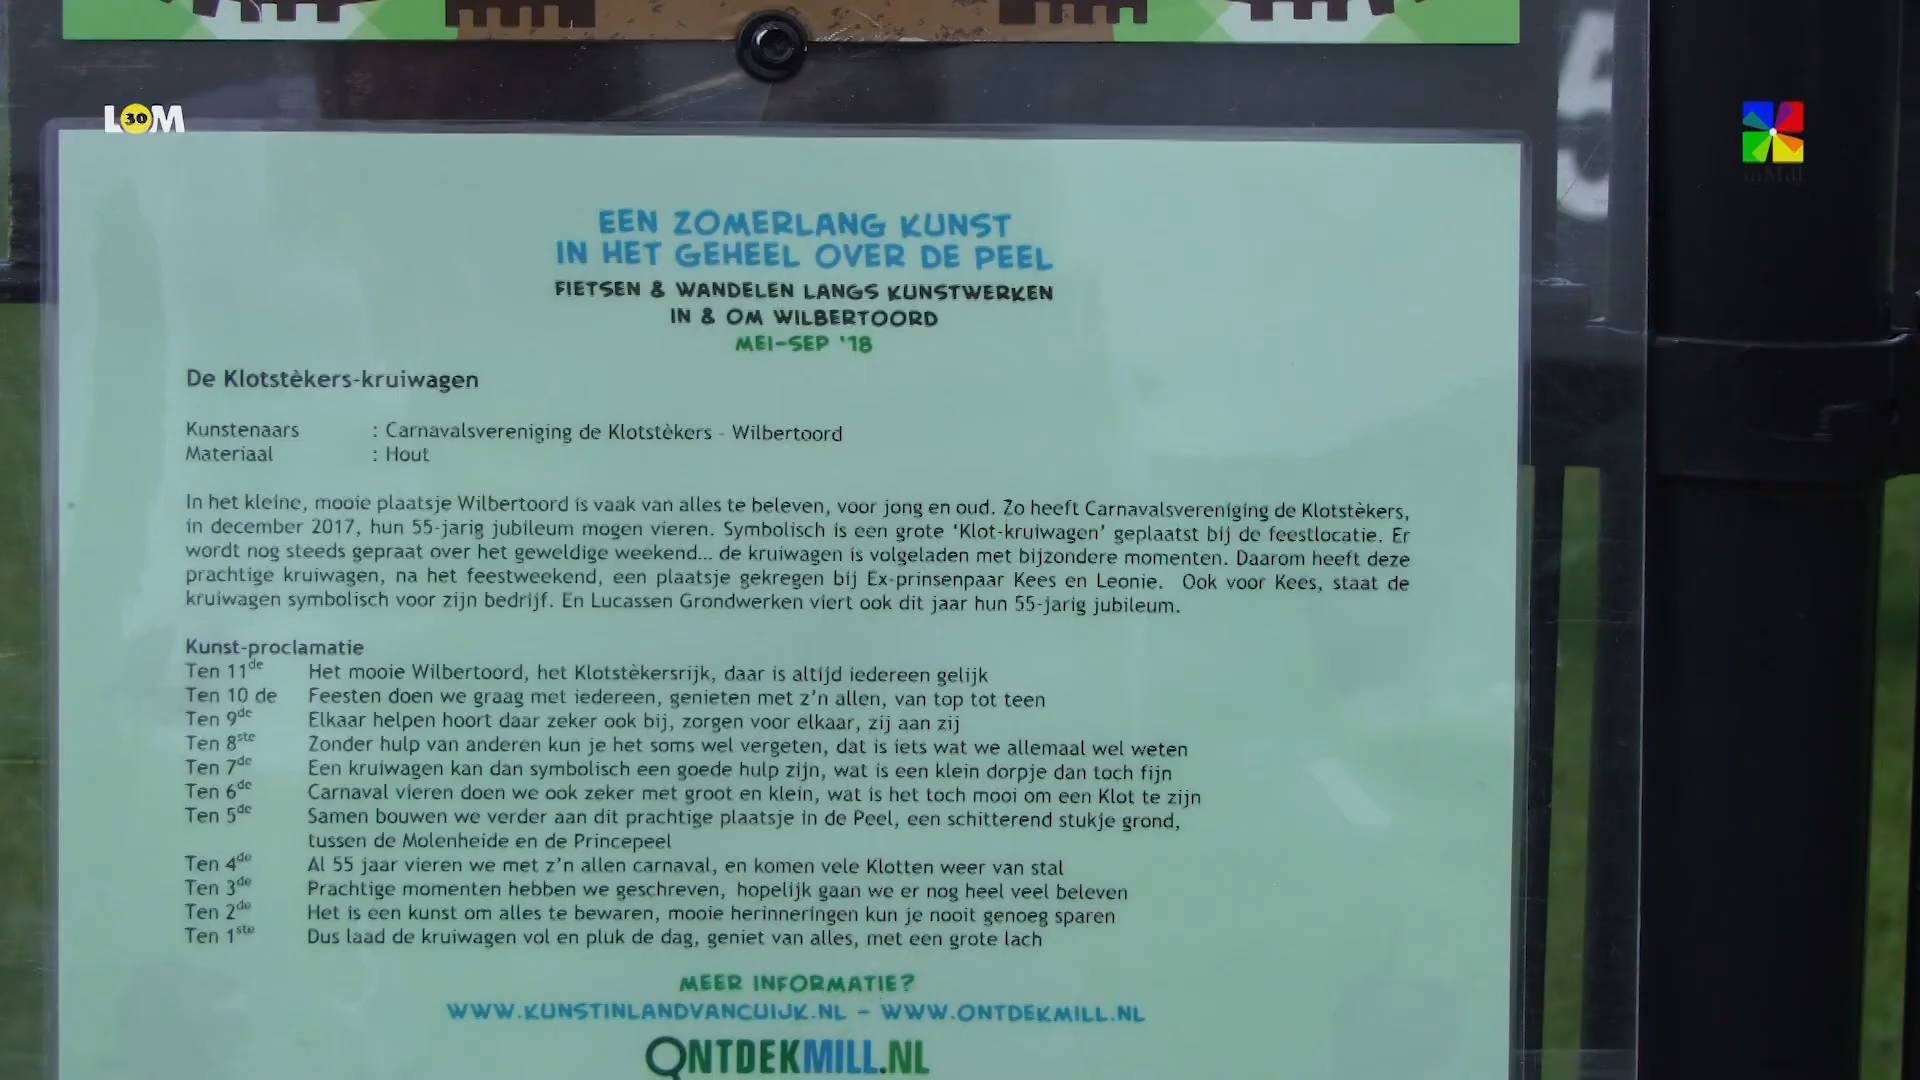 L30M
EEN ZOMERLANG KUNST
IN HET GEHEEL OVER DE PEEL
FIETSEN & WANDELEN LANGS KUNSTWERKEN
IN & OM WILBERTOORD
MEI-SEP '18
De Klotstèkers-kruiwagen
Kunstenaars : Carnavalsvereniging de Klotstèkers - Wilbertoord
Materiaal : Hout
In het kleine, mooie plaatsje Wilbertoord is vaak van alles te beleven, voor jong en oud. Zo heeft Carnavalsvereniging de Klotstèkers,
in december 2017, hun 55-jarig jubileum mogen vieren. Symbolisch is een grote 'Klot-kruiwagen' geplaatst bij de feestlocatie. Er
wordt nog steeds gepraat over het geweldige weekend... de kruiwagen is volgeladen met bijzondere momenten. Daarom heeft deze
prachtige kruiwagen, na het feestweekend, een plaatsje gekregen bij Ex-prinsenpaar Kees en Leonie. Ook voor Kees, staat de
kruiwagen symbolisch voor zijn bedrijf. En Lucassen Grondwerken viert ook dit jaar hun 55-jarig jubileum.
Kunst-proclamatie
Ten 11de Het mooie Wilbertoord, het Klotstèkersrijk, daar is altijd iedereen gelijk
Ten 10 de Feesten doen we graag met iedereen, genieten met z'n allen, van top tot teen
Ten 9de Elkaar helpen hoort daar zeker ook bij, zorgen voor elkaar, zij aan zij
Ten 8ste Zonder hulp van anderen kun je het soms wel vergeten, dat is iets wat we allemaal wel weten
Ten 7de Een kruiwagen kan dan symbolisch een goede hulp zijn, wat is een klein dorpje dan toch fijn
Ten 6de Carnaval vieren doen we ook zeker met groot en klein, wat is het toch mooi om een Klot te zijn
Ten 5de Samen bouwen we verder aan dit prachtige plaatsje in de Peel, een schitterend stukje grond,
tussen de Molenheide en de Princepeel
Ten 4de Al 55 jaar vieren we met z'n allen carnaval, en komen vele Klotten weer van stal
Ten 3de Prachtige momenten hebben we geschreven, hopelijk gaan we er nog heel veel beleven
Ten 2de Het is een kunst om alles te bewaren, mooie herinneringen kun je nooit genoeg sparen
Ten 1ste Dus laad de kruiwagen vol en pluk de dag, geniet van alles, met een grote lach
MEER INFORMATIE?
WWW.KUNSTINLANDVANCUIJK.NL - WWW.ONTDEKMILL.NL
ONTDEKMILL.NL